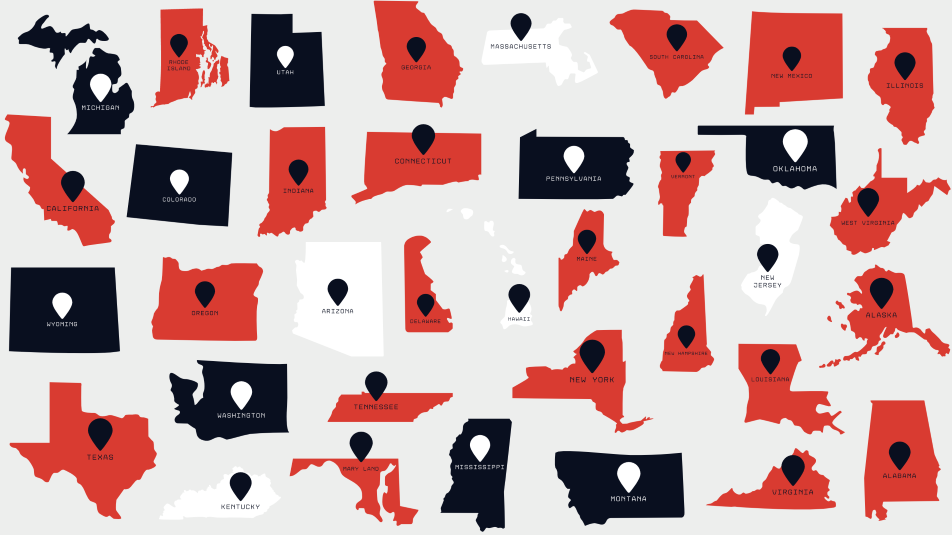 RHODE
ISLAND
UTAH
GEORGIA
MASSACHUSETTS
SOUTH CAROLINA
NEW MEXICO
ILLINOIS
MICHIGAN
CALIFORNIA
COLORADO
INDIANA
CONNECTICUT
PENNSYLVANIA
VERMONT
OKLAHOMA
WEST VIRGINIA
WYOMING
OREGON
ARIZONA
DELAWARE
HAWAII
MAINE
NEW
JERSEY
ALASKA
NEW HAMPSHIRE
NEW YORK
LOUISIANA
TEXAS
WASHINGTON
TENNESSEE
KENTUCKY
MARY LAND
MISSISSIPPI
MONTANA
VIRGINIA
ALABAMA